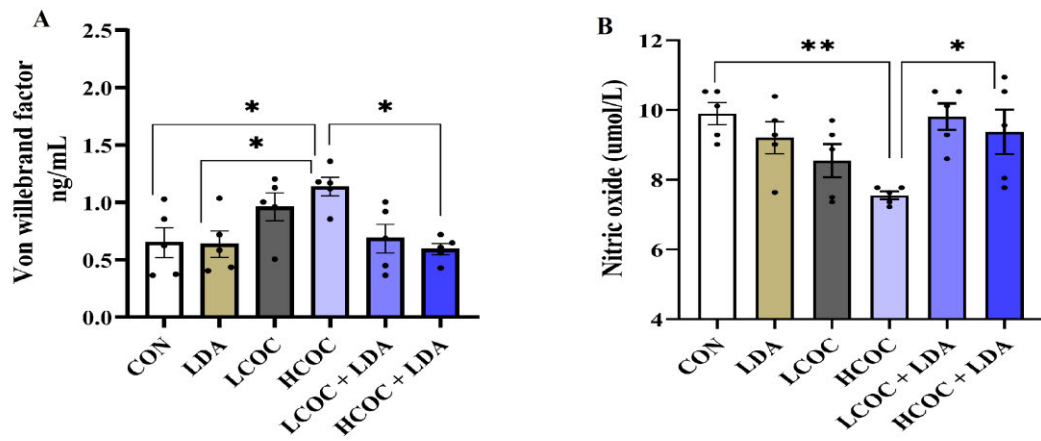 A
Von willebrand factor
ng/mL
2.5
2.0
1.5
1.0
0.5
0.0
*
*
*
CON
LDA
LCOC
HCOC
LCOC + LDA
HCOC + LDA
B
Nitric oxide (umol/L)
12
10
8
6
4
**
*
CON
LDA
LCOC
HCOC
LCOC + LDA
HCOC + LDA